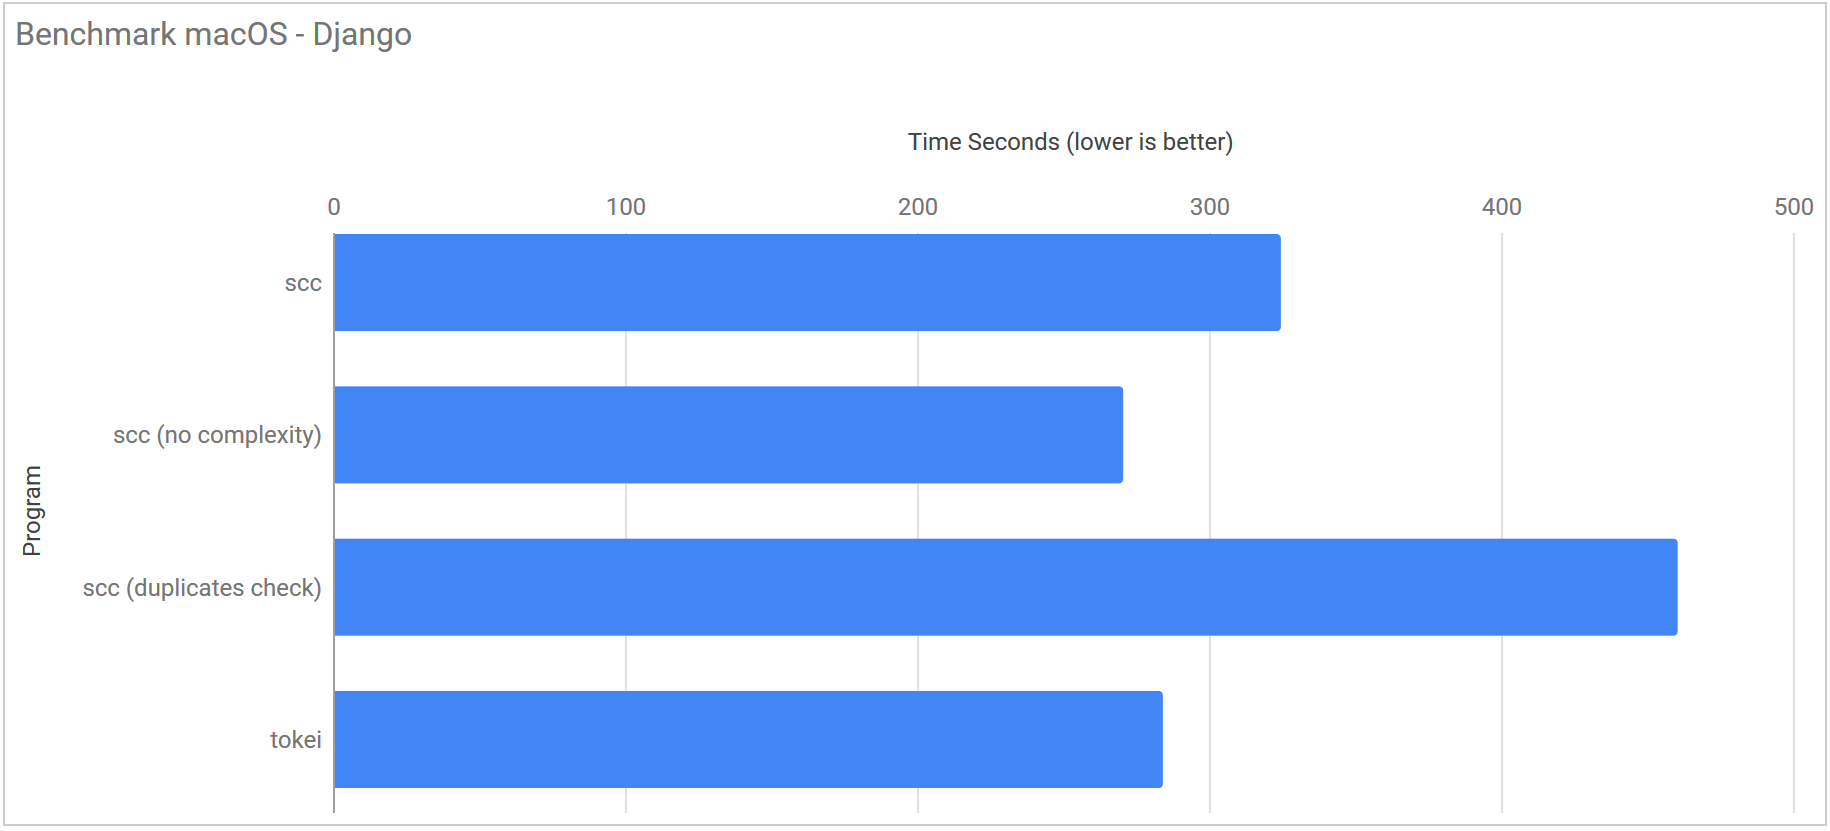 Benchmark macOS - Django
Time Seconds (lower is better)
0 100 200 300 400 500
scc
scc (no complexity)
scc (duplicates check)
tokei
Program